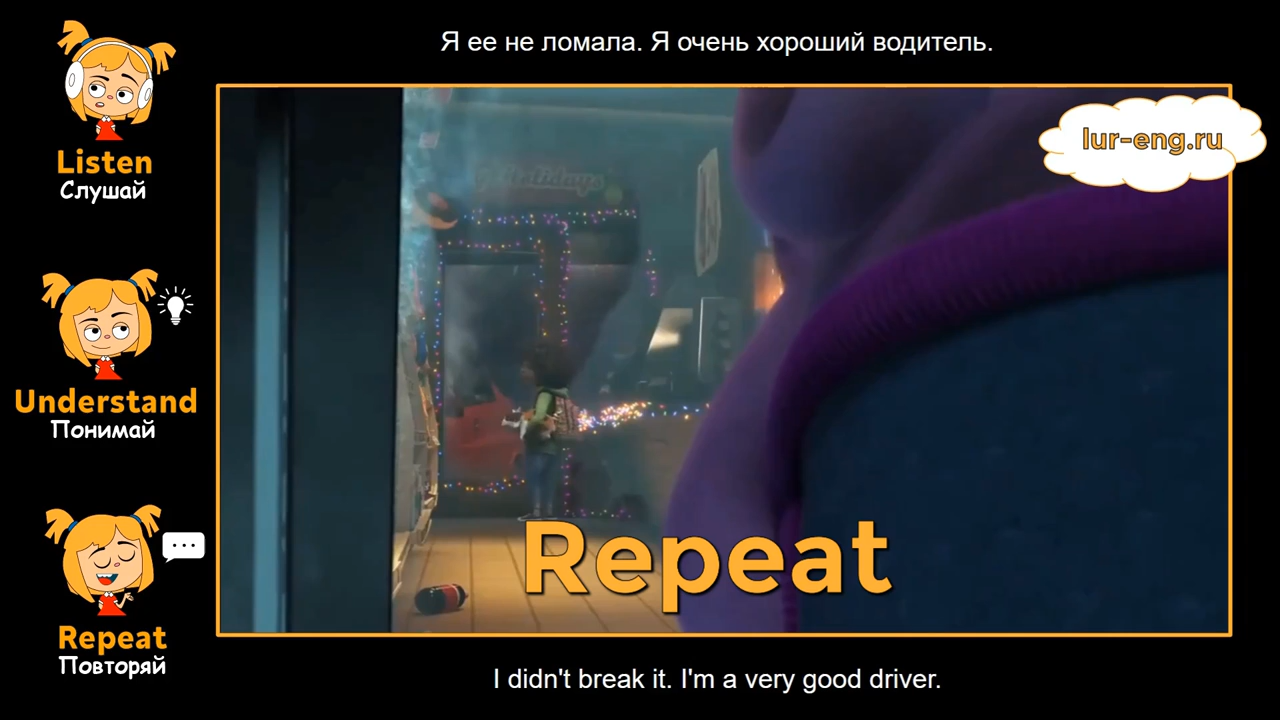 Я ее не ломала. Я очень хороший водитель.
Listen
Слушай
lur-eng.ru
Holidays
Understand
Понимай
Repeat
Repeat
Повторяй
I didn't break it. I'm a very good driver.